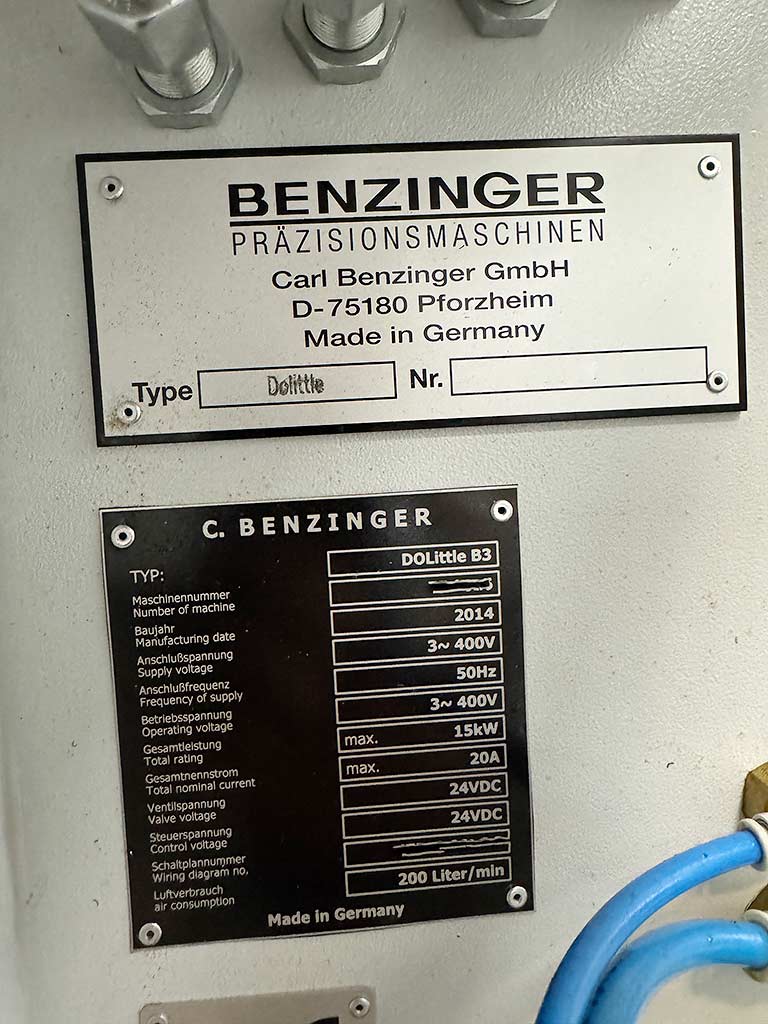 BENZINGER
PRÄZISIONSMASCHINEN
Carl Benzinger GmbH
D-75180 Pforzheim
Made in Germany
Type Dolittle Nr.
C. BENZINGER
TYP: DOLittle B3
Maschinennummer
Number of machine
Baujahr
Manufacturing date 2014
Anschlußspannung
Supply voltage 3~ 400V
Anschlußfrequenz
Frequency of supply 50Hz
Betriebsspannung
Operating voltage 3~ 400V
Gesamtleistung
Total rating max. 15kW
Gesamtnennstrom
Total nominal current max. 20A
Ventilspannung
Valve voltage 24VDC
Steuerspannung
Control voltage 24VDC
Schaltplannummer
Wiring diagram no.
Luftverbrauch
air consumption 200 Liter/min
Made in Germany